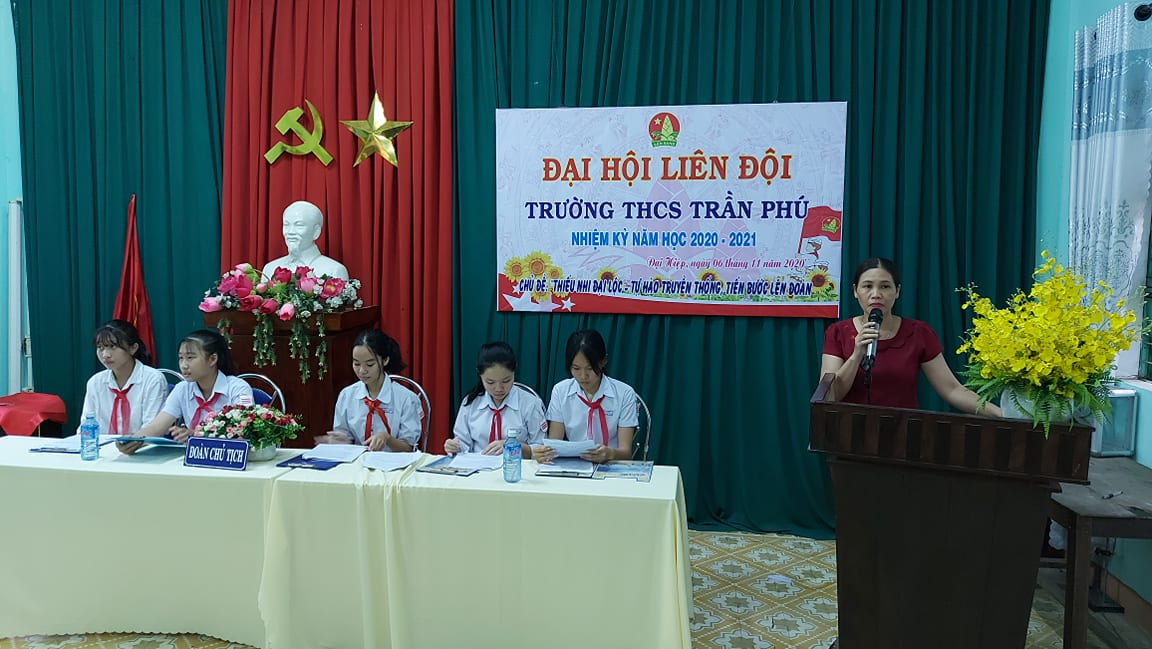 ĐẠI HỘI LIÊN ĐỘI
TRƯỜNG THCS TRẦN PHÚ
NHIỆM KỲ NĂM HỌC 2020 - 2021
Đại Hiệp, ngày 06 tháng 11 năm 2020
CHỦ ĐỀ: "THIẾU NHI ĐẠI LỘC - TỰ HÀO TRUYỀN THỐNG, TIẾN BƯỚC LÊN ĐOÀN"
ĐOÀN CHỦ TỊCH